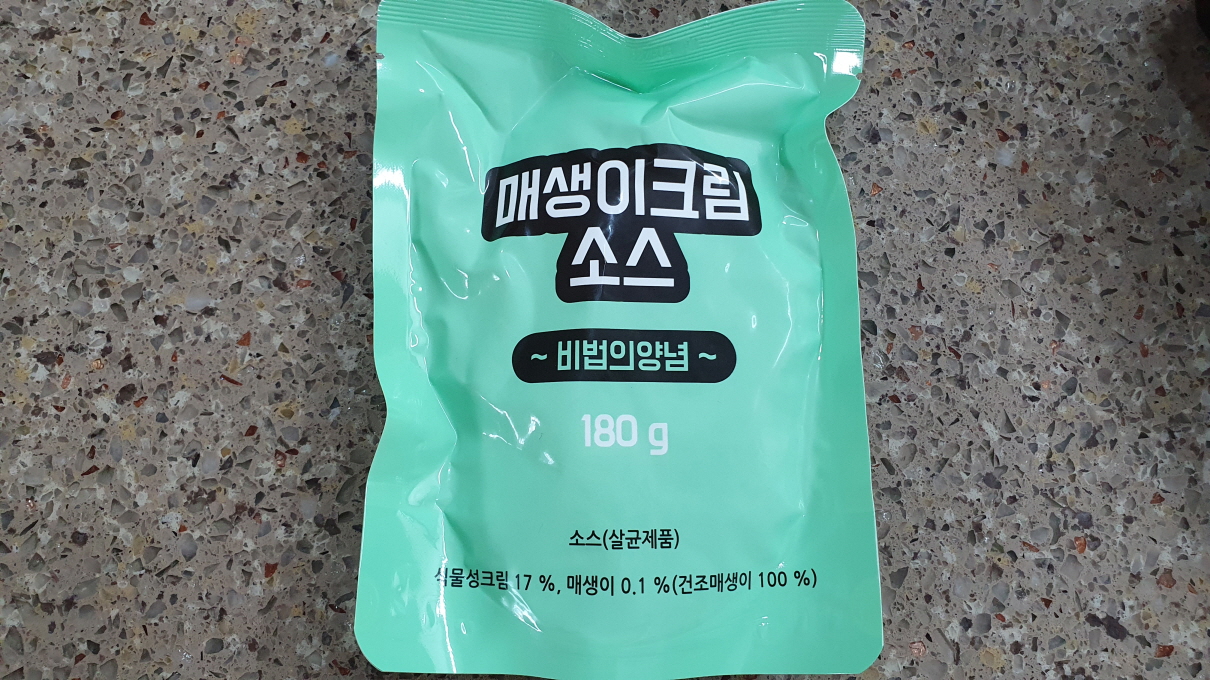 매생이크림
소스
~ 비법의양념 ~
180 g
소스(살균제품)
식물성크림 17 %, 매생이 0.1 %(건조매생이 100 %)